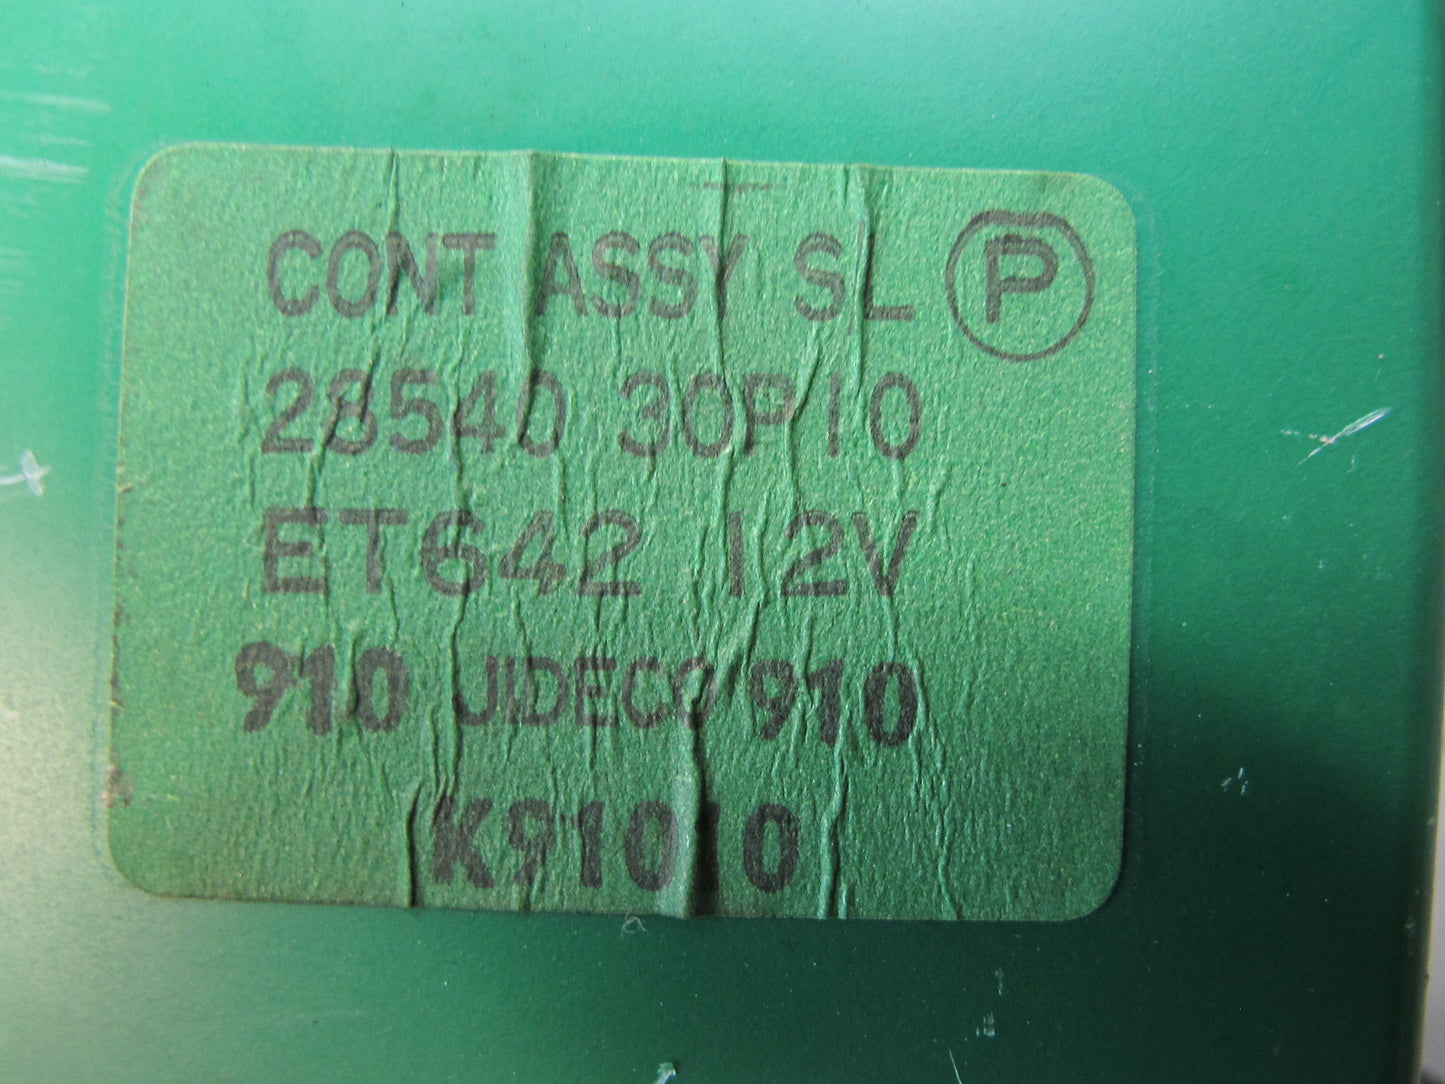 CONT ASSY SL P
28540 30P10
ET642 12V
910 JIDECO 910
K91010